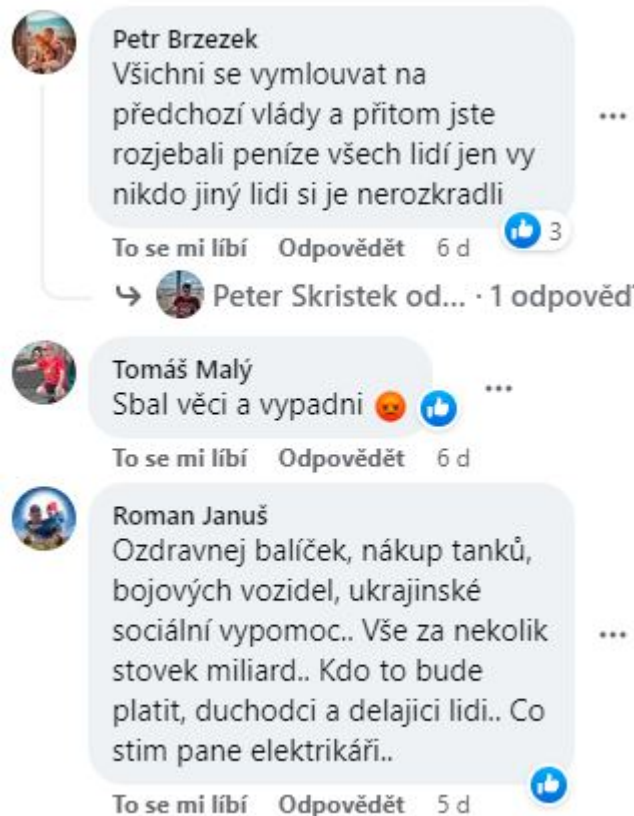 Petr Brzezek
Všichni se vymlouvat na
předchozí vlády a přitom jste
rozjebali peníze všech lidí jen vy
nikdo jiný lidi si je nerozkradli
3
To se mi líbí Odpovědět 6 d
Peter Skristek od... · 1 odpověď
Tomáš Malý
Sbal věci a vypadni 😡
To se mi líbí Odpovědět 6 d
Roman Januš
Ozdravnej balíček, nákup tanků,
bojových vozidel, ukrajinské
sociální vypomoc.. Vše za nekolik
stovek miliard.. Kdo to bude
platit, duchodci a delajici lidi.. Co
stim pane elektrikáři..
To se mi líbí Odpovědět 5 d